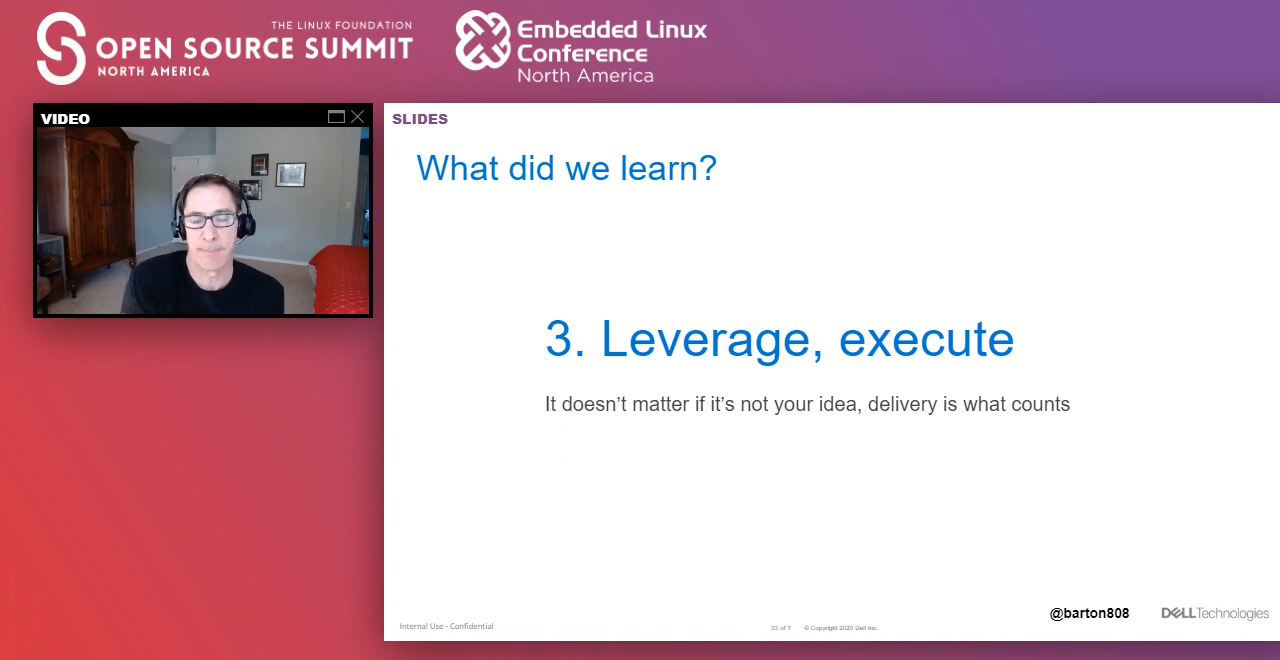 THE LINUX FOUNDATION
OPEN SOURCE SUMMIT
NORTH AMERICA
Embedded Linux
Conference
North America
VIDEO
SLIDES
What did we learn?
3. Leverage, execute
It doesn’t matter if it’s not your idea, delivery is what counts
@barton808
DELLTechnologies
Internal Use - Confidential
33 of Y © Copyright 2020 Dell Inc.